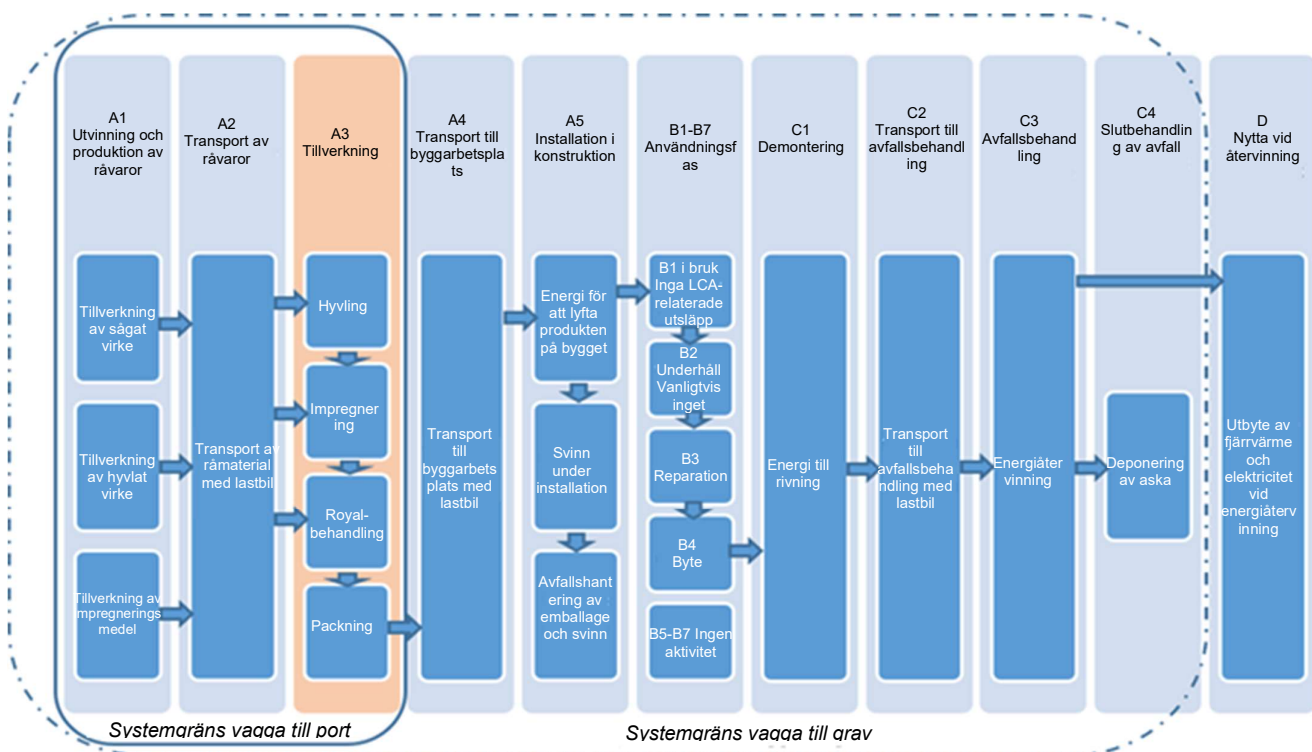 A1
Utvinning och
produktion av
råvaror
A2
Transport av
råvaror
A3
Tillverkning
A4
Transport till
byggarbetspla
ts
A5
Installation i
konstruktion
B1-B7
Användningsf
as
C1
Demontering
C2
Transport till
avfallsbehandl
ing
C3
Avfallsbehand
ling
C4
Slutbehandlin
g av avfall
D
Nytta vid
återvinning
Tillverkning
av sågat
virke
Tillverkning
av hyvlat
virke
Tillverkning av
impregnerings
medel
Transport av
råmaterial
med lastbil
Hyvling
Impregner
ing
Royal-
behandling
Packning
Transport
till
byggarbets
plats med
lastbil
Energi för
att lyfta
produkten
på bygget
Svinn
under
installation
Avfallshant
ering av
emballage
och svinn
B1 i bruk
Inga LCA-
relaterade
utsläpp
B2
Underhåll
Vanligtvis
inget
B3
Reparation
B4
Byte
B5-B7 Ingen
aktivitet
Energi till
rivning
Transport
till
avfallsbeha
ndling med
lastbil
Energiåter
vinning
Deponering
av aska
Utbyte av
fjärrvärme
och
elektricitet
vid
energiåterv
inning
Systemgräns vagga till port
Systemgräns vagga till grav